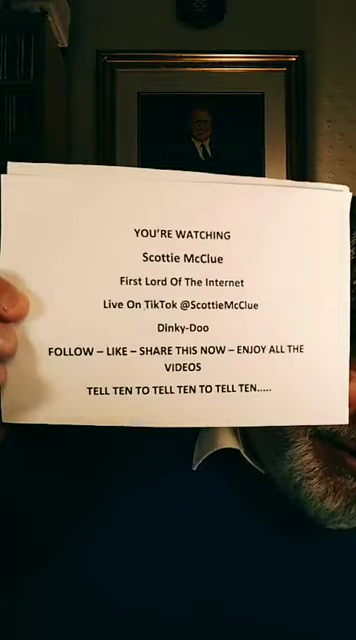 YOU'RE WATCHING
Scottie McClue
First Lord Of The Internet
Live On TikTok @ScottieMcClue
Dinky-Doo
FOLLOW – LIKE – SHARE THIS NOW – ENJOY ALL THE
VIDEOS
TELL TEN TO TELL TEN TO TELL TEN.....